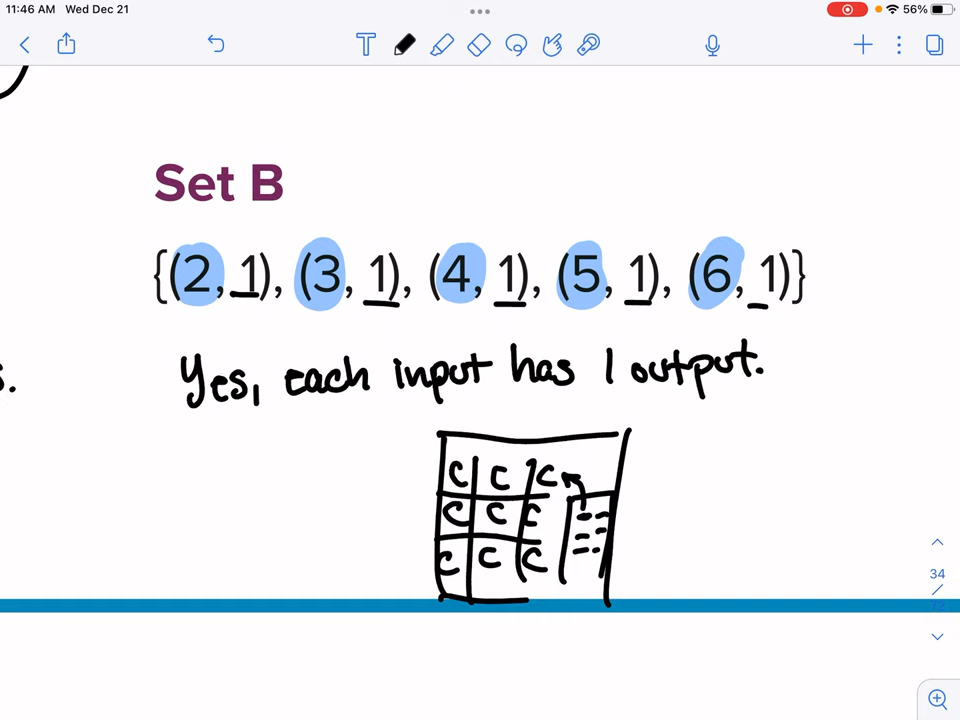 11:46 AM Wed Dec 21
56%
T
Set B
{(2, 1), (3, 1), (4, 1), (5, 1), (6, 1)}
s.
Yes, each input has 1 output.
C C C
C C C
C C C
34
/
72